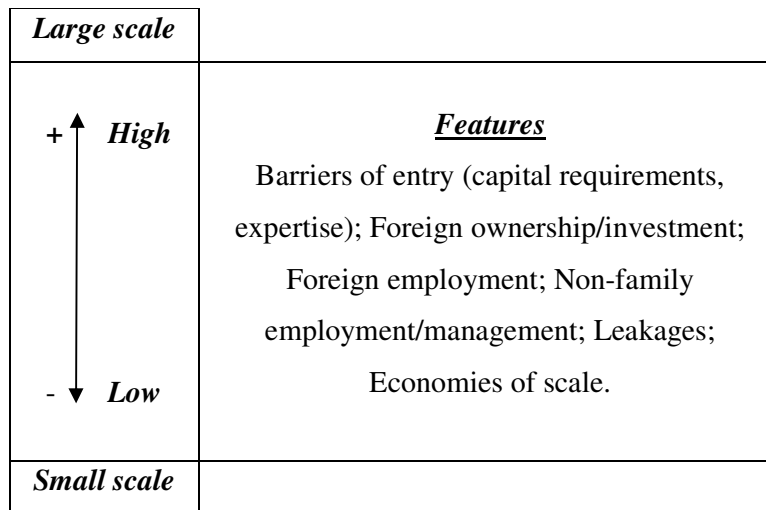 Large scale
+ High
Features
Barriers of entry (capital requirements,
expertise); Foreign ownership/investment;
Foreign employment; Non-family
employment/management; Leakages;
Economies of scale.
- Low
Small scale